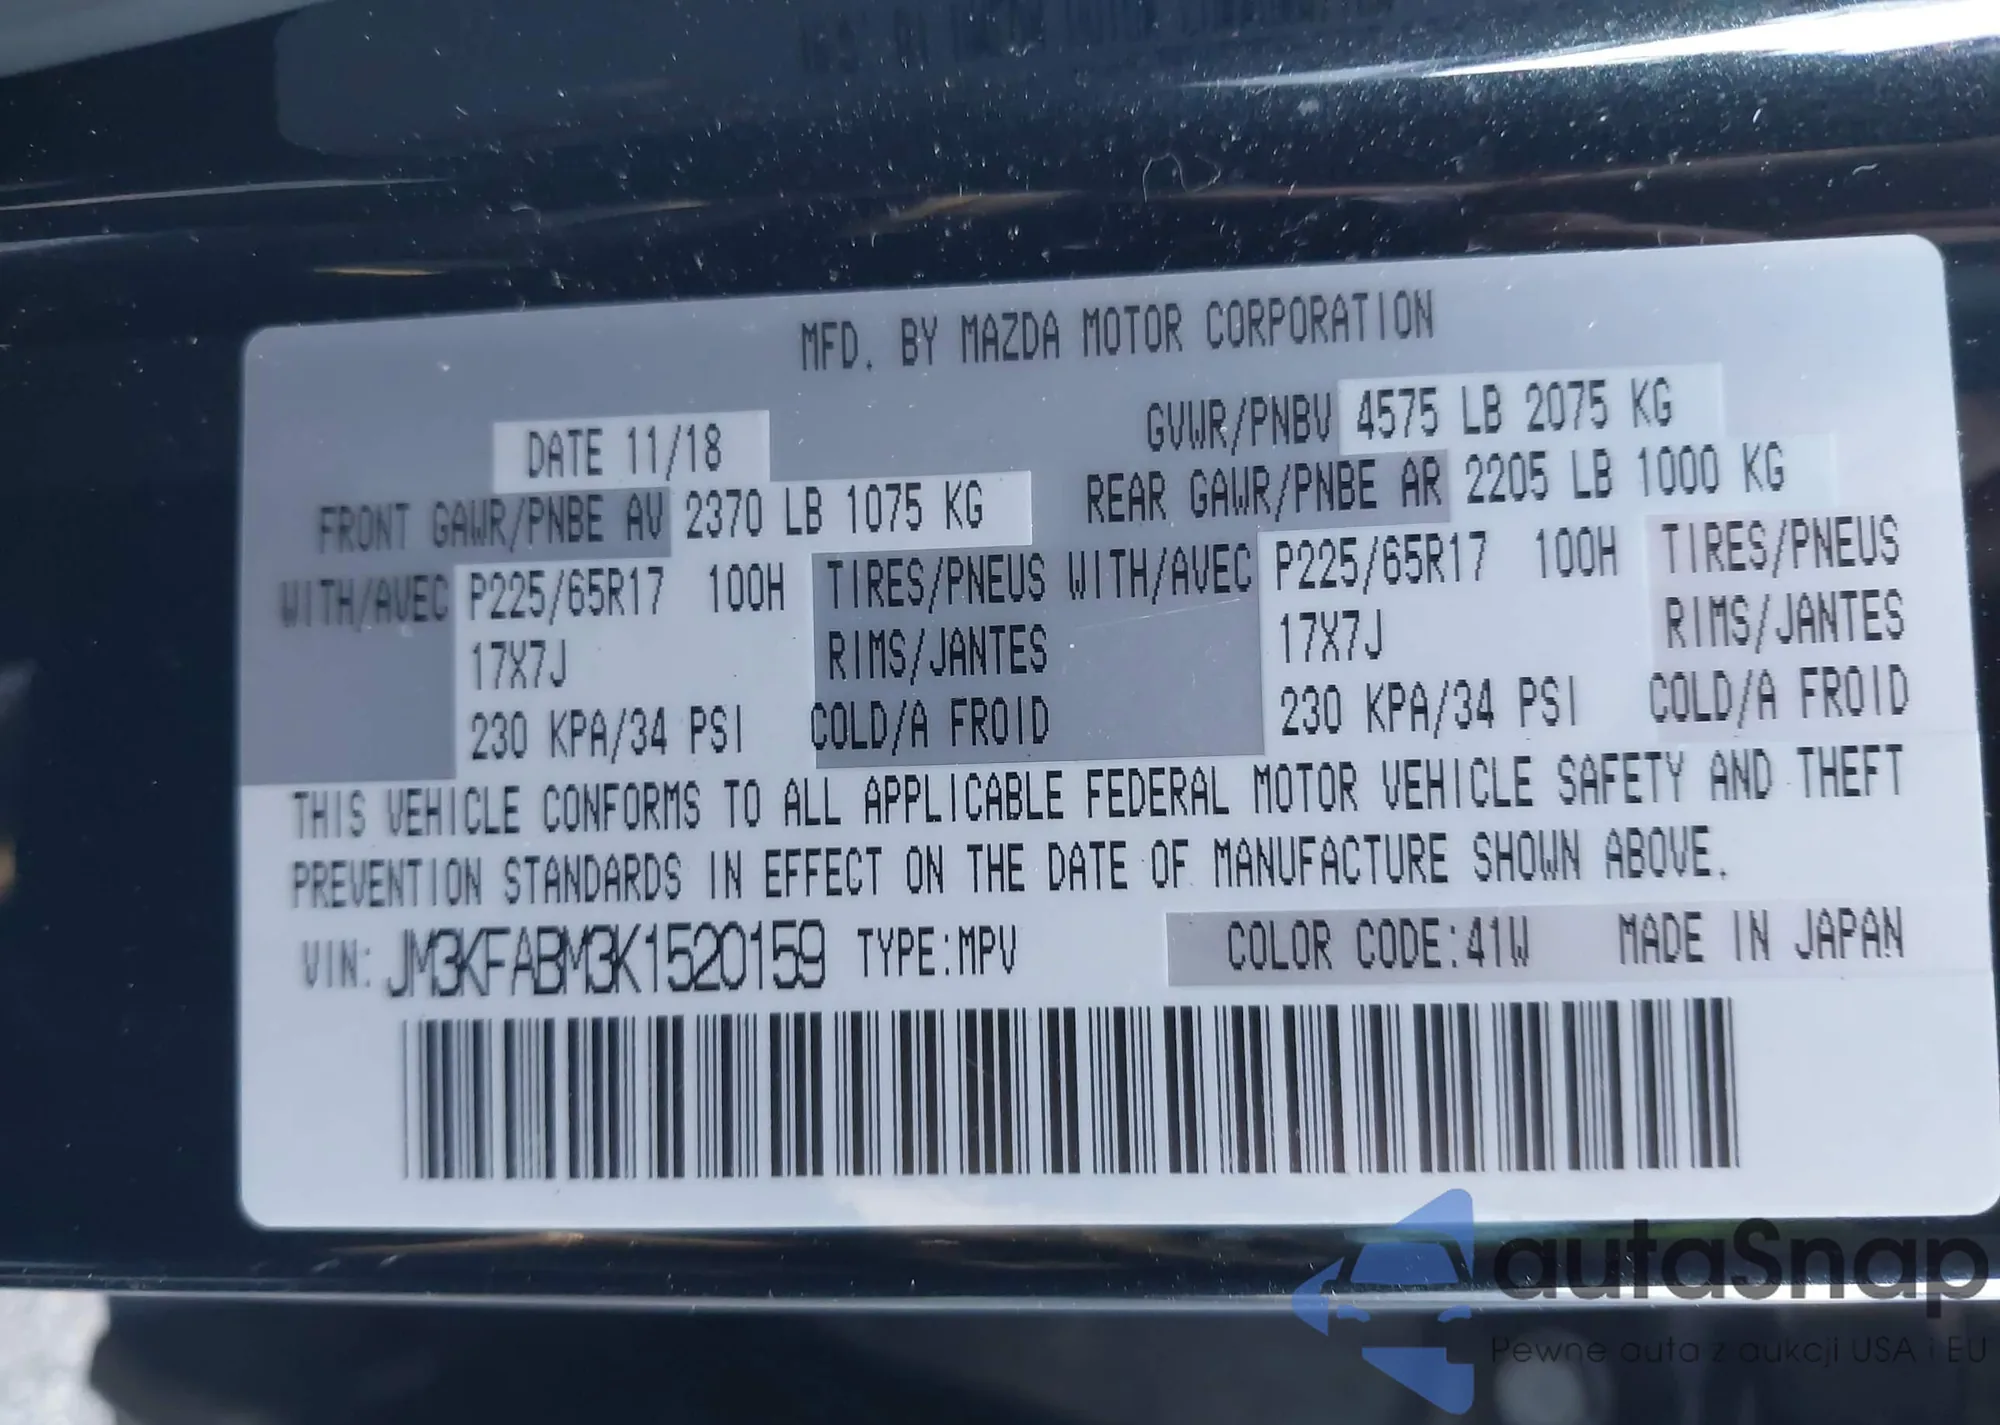 MFD. BY MAZDA MOTOR CORPORATION
DATE 11/18 GVWR/PNBV 4575 LB 2075 KG
FRONT GAWR/PNBE AV 2370 LB 1075 KG REAR GAWR/PNBE AR 2205 LB 1000 KG
WITH/AVEC P225/65R17 100H TIRES/PNEUS WITH/AVEC P225/65R17 100H TIRES/PNEUS
17X7J RIMS/JANTES 17X7J RIMS/JANTES
230 KPA/34 PSI COLD/A FROID 230 KPA/34 PSI COLD/A FROID
THIS VEHICLE CONFORMS TO ALL APPLICABLE FEDERAL MOTOR VEHICLE SAFETY AND THEFT
PREVENTION STANDARDS IN EFFECT ON THE DATE OF MANUFACTURE SHOWN ABOVE.
VIN: JM3KFABM3K1520159 TYPE:MPV COLOR CODE:41W MADE IN JAPAN
autaSnap
Pewne auta z aukcji USA i EU